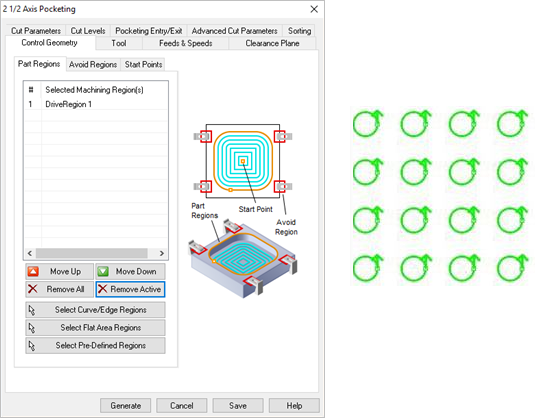 2 1/2 Axis Pocketing
Cut Parameters Cut Levels Pocketing Entry/Exit Advanced Cut Parameters Sorting
Control Geometry Tool Feeds & Speeds Clearance Plane
Part Regions Avoid Regions Start Points
# Selected Machining Region(s)
1 DriveRegion 1
Part
Regions
Start Point
Avoid
Region
Move Up Move Down
Remove All Remove Active
Select Curve/Edge Regions
Select Flat Area Regions
Select Pre-Defined Regions
Generate Cancel Save Help